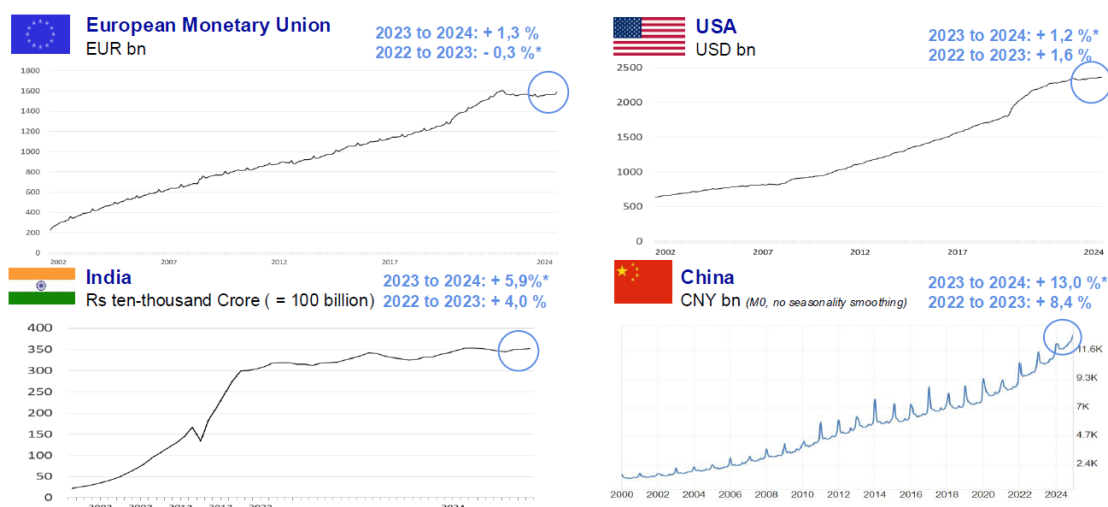 European Monetary Union
EUR bn
2023 to 2024: + 1,3 %
2022 to 2023: - 0,3 %*
1800
1600
1400
1200
1000
800
600
400
200
0
2002 2007 2012 2017 2024
USA
USD bn
2023 to 2024: + 1,2 %*
2022 to 2023: + 1,6 %
2500
2000
1500
1000
500
0
2002 2007 2012 2017 2024
India
Rs ten-thousand Crore ( = 100 billion)
2023 to 2024: + 5,9%*
2022 to 2023: + 4,0 %
400
350
300
250
200
150
100
50
0
2024
China
CNY bn (M0, no seasonality smoothing)
2023 to 2024: + 13,0 %*
2022 to 2023: + 8,4 %
11.6K
9.3K
7K
4.7K
2.4K
2000 2002 2004 2006 2008 2010 2012 2014 2016 2018 2020 2022 2024